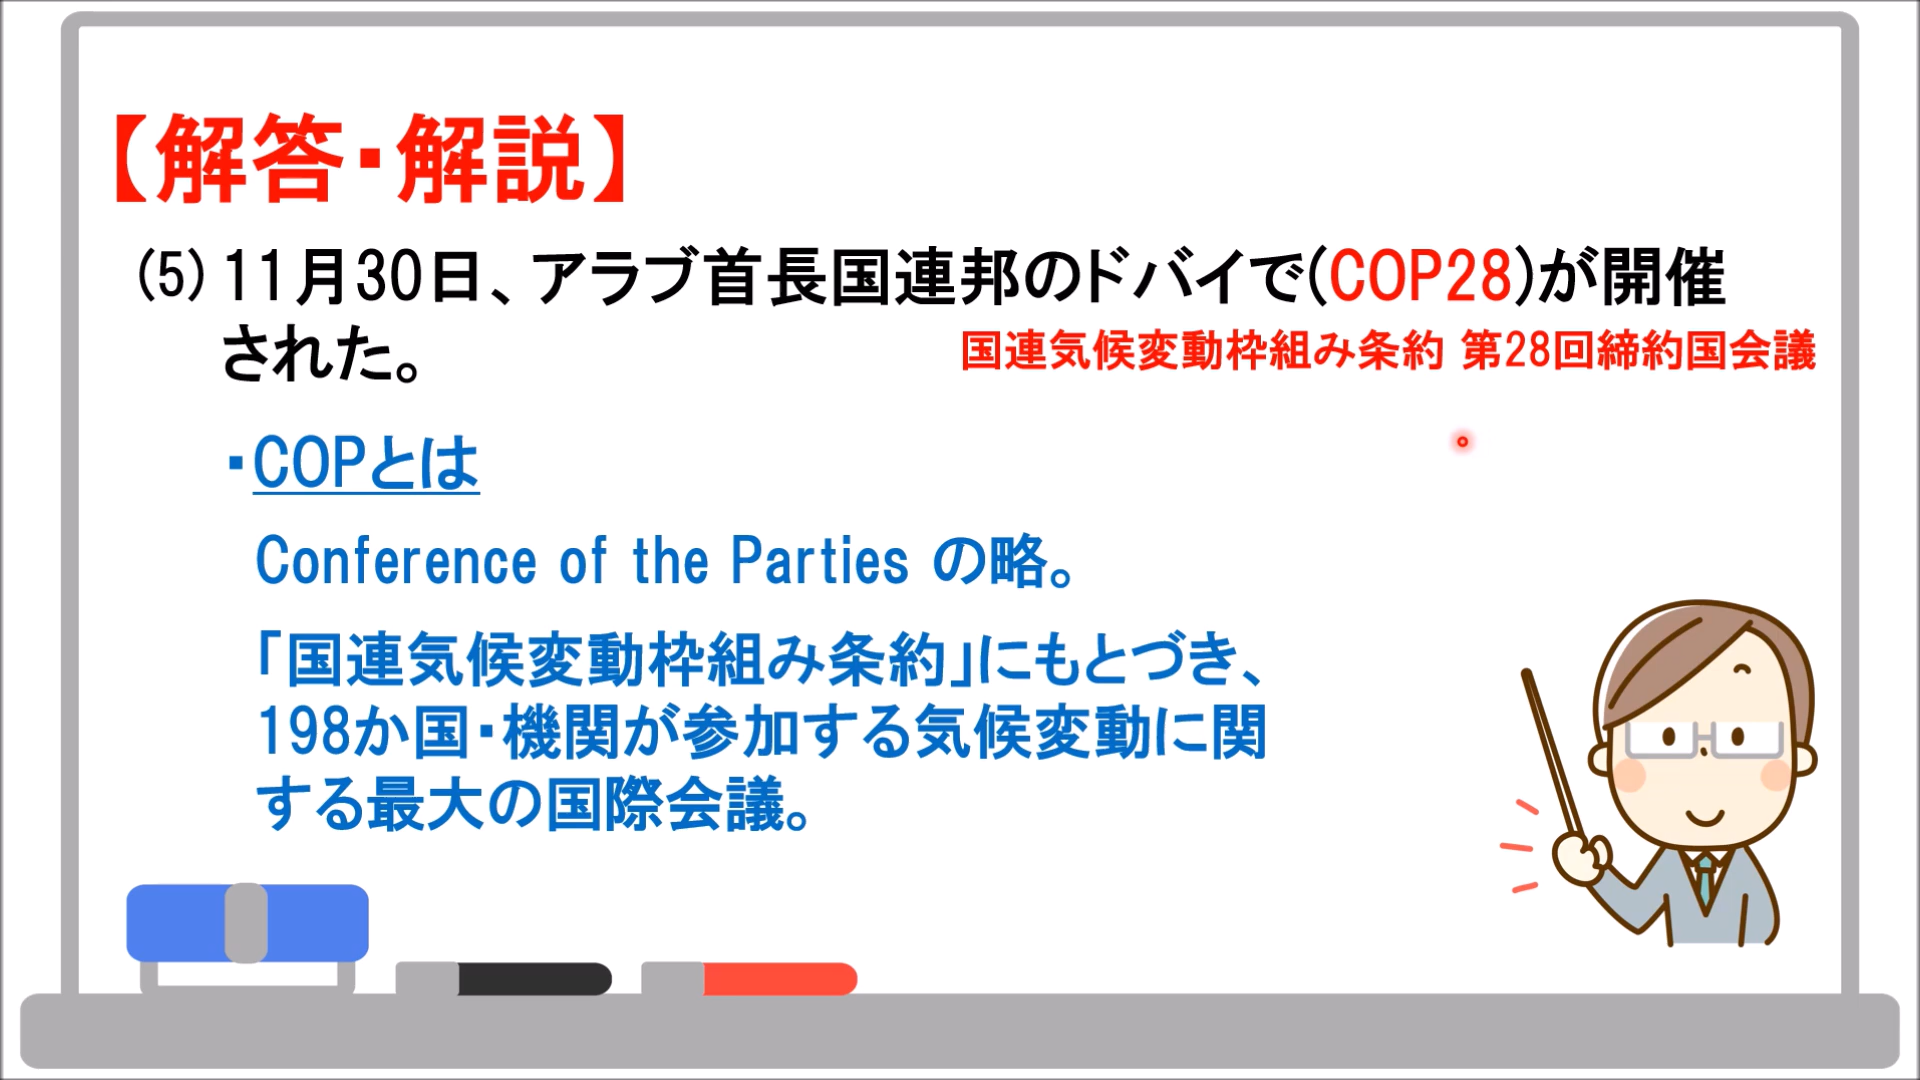 【解答・解説】
(5) 11月30日、アラブ首長国連邦のドバイで(COP28)が開催
された。
国連気候変動枠組み条約 第28回締約国会議
・COPとは
Conference of the Parties の略。
「国連気候変動枠組み条約」にもとづき、
198か国・機関が参加する気候変動に関
する最大の国際会議。